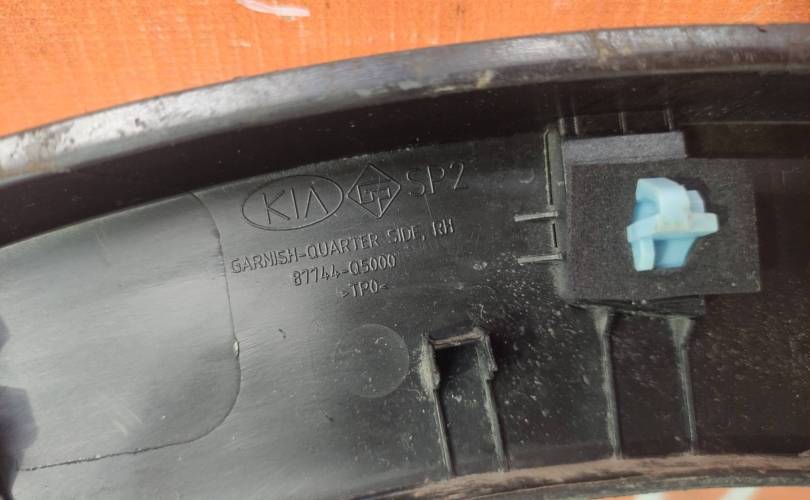 KIA SP2
GARNISH-QUARTER SIDE, RH
87744-Q5000
>TPO<